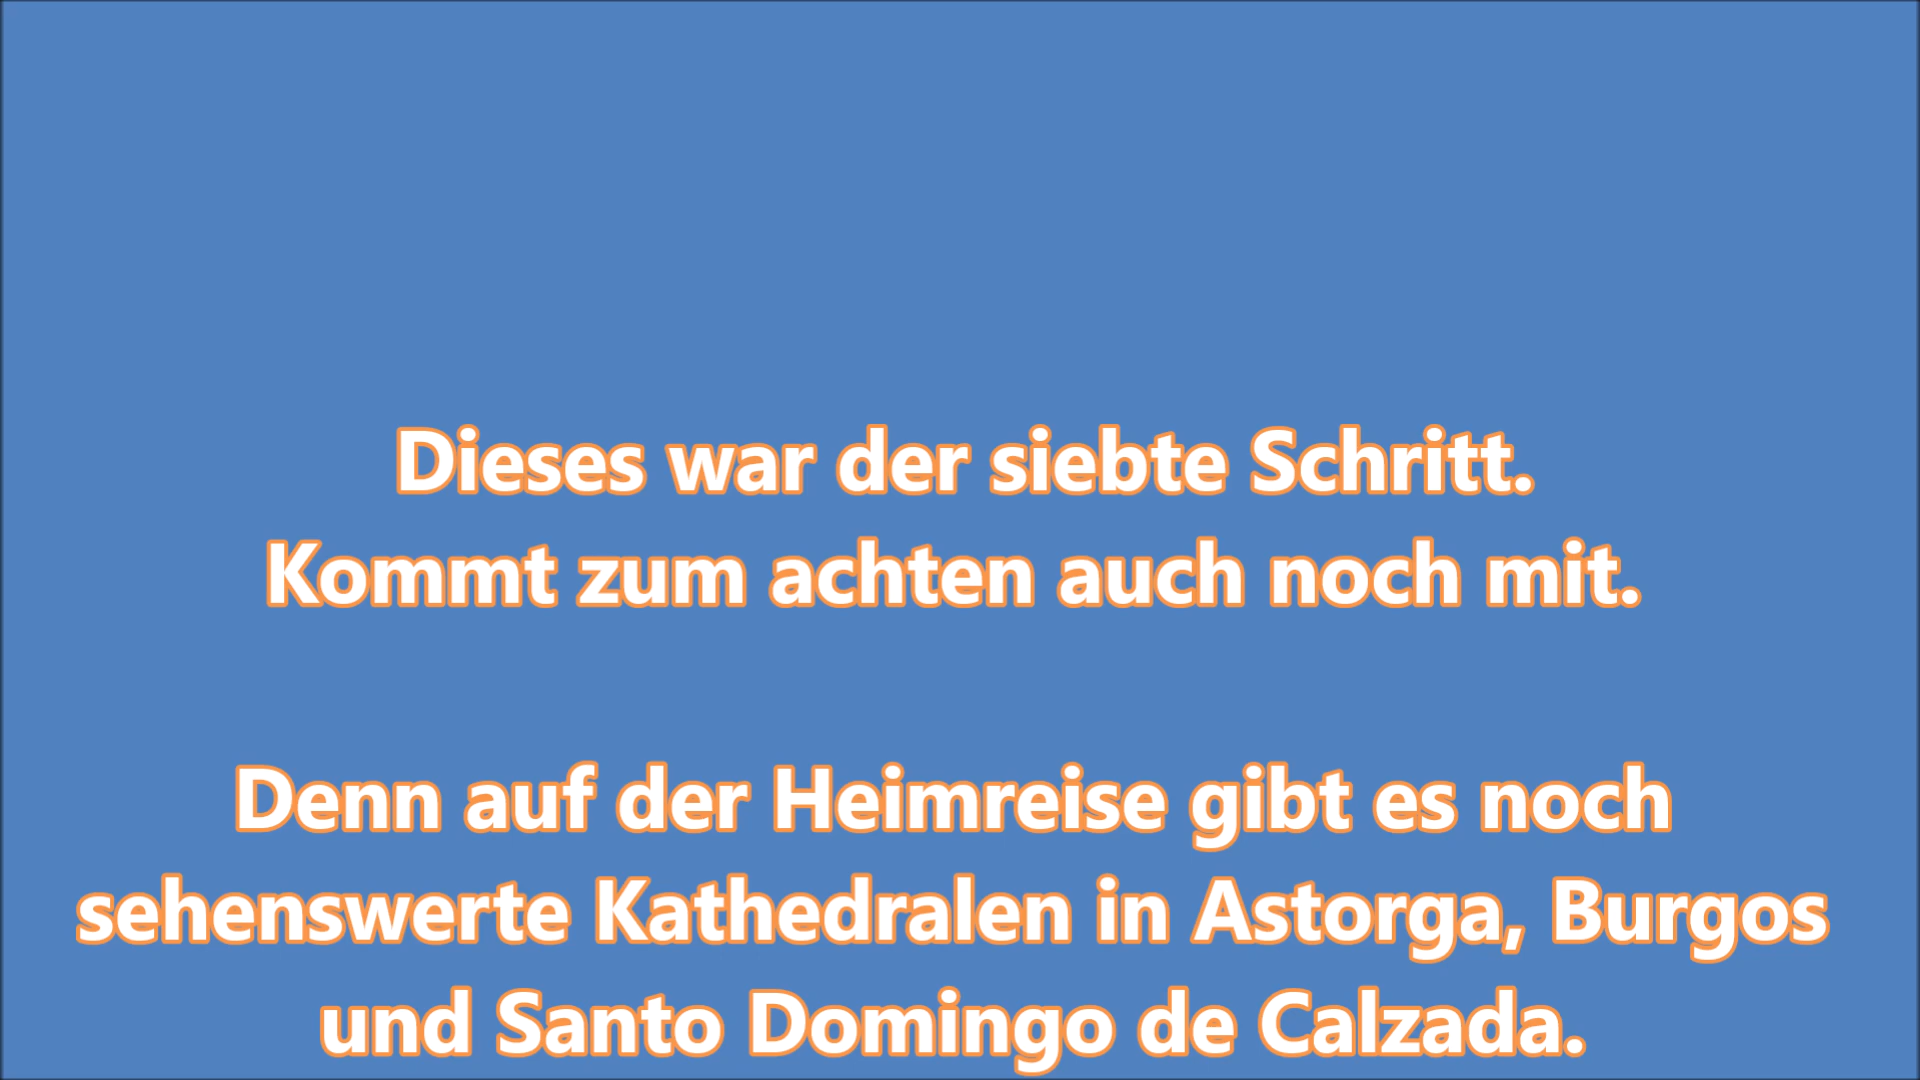 Dieses war der siebte Schritt.
Kommt zum achten auch noch mit.
Denn auf der Heimreise gibt es noch
sehenswerte Kathedralen in Astorga, Burgos
und Santo Domingo de Calzada.